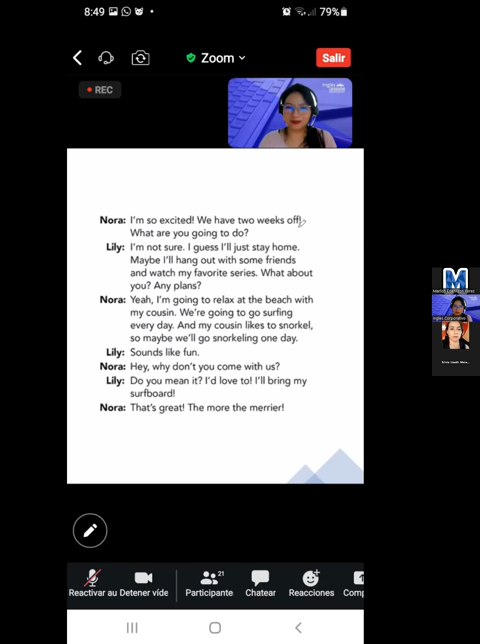 8:49
79%
Zoom
Salir
REC
Nora: I'm so excited! We have two weeks off!
What are you going to do?
Lily: I'm not sure. I guess I'll just stay home.
Maybe I'll hang out with some friends
and watch my favorite series. What about
you? Any plans?
Nora: Yeah, I'm going to relax at the beach with
my cousin. We're going to go surfing
every day. And my cousin likes to snorkel,
so maybe we'll go snorkeling one day.
Lily: Sounds like fun.
Nora: Hey, why don't you come with us?
Lily: Do you mean it? I'd love to! I'll bring my
surfboard!
Nora: That's great! The more the merrier!
21
Reactivar au Detener víde Participante Chatear Reacciones Comp